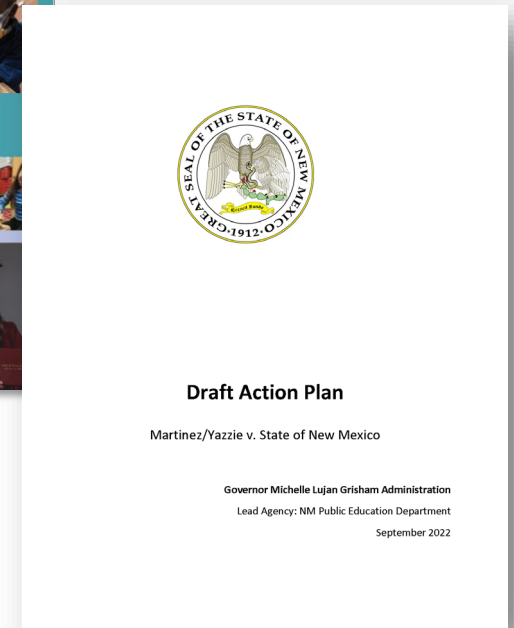 GREAT SEAL OF THE STATE OF NEW MEXICO
·1912·
Crescit Eundo
Draft Action Plan
Martinez/Yazzie v. State of New Mexico
Governor Michelle Lujan Grisham Administration
Lead Agency: NM Public Education Department
September 2022